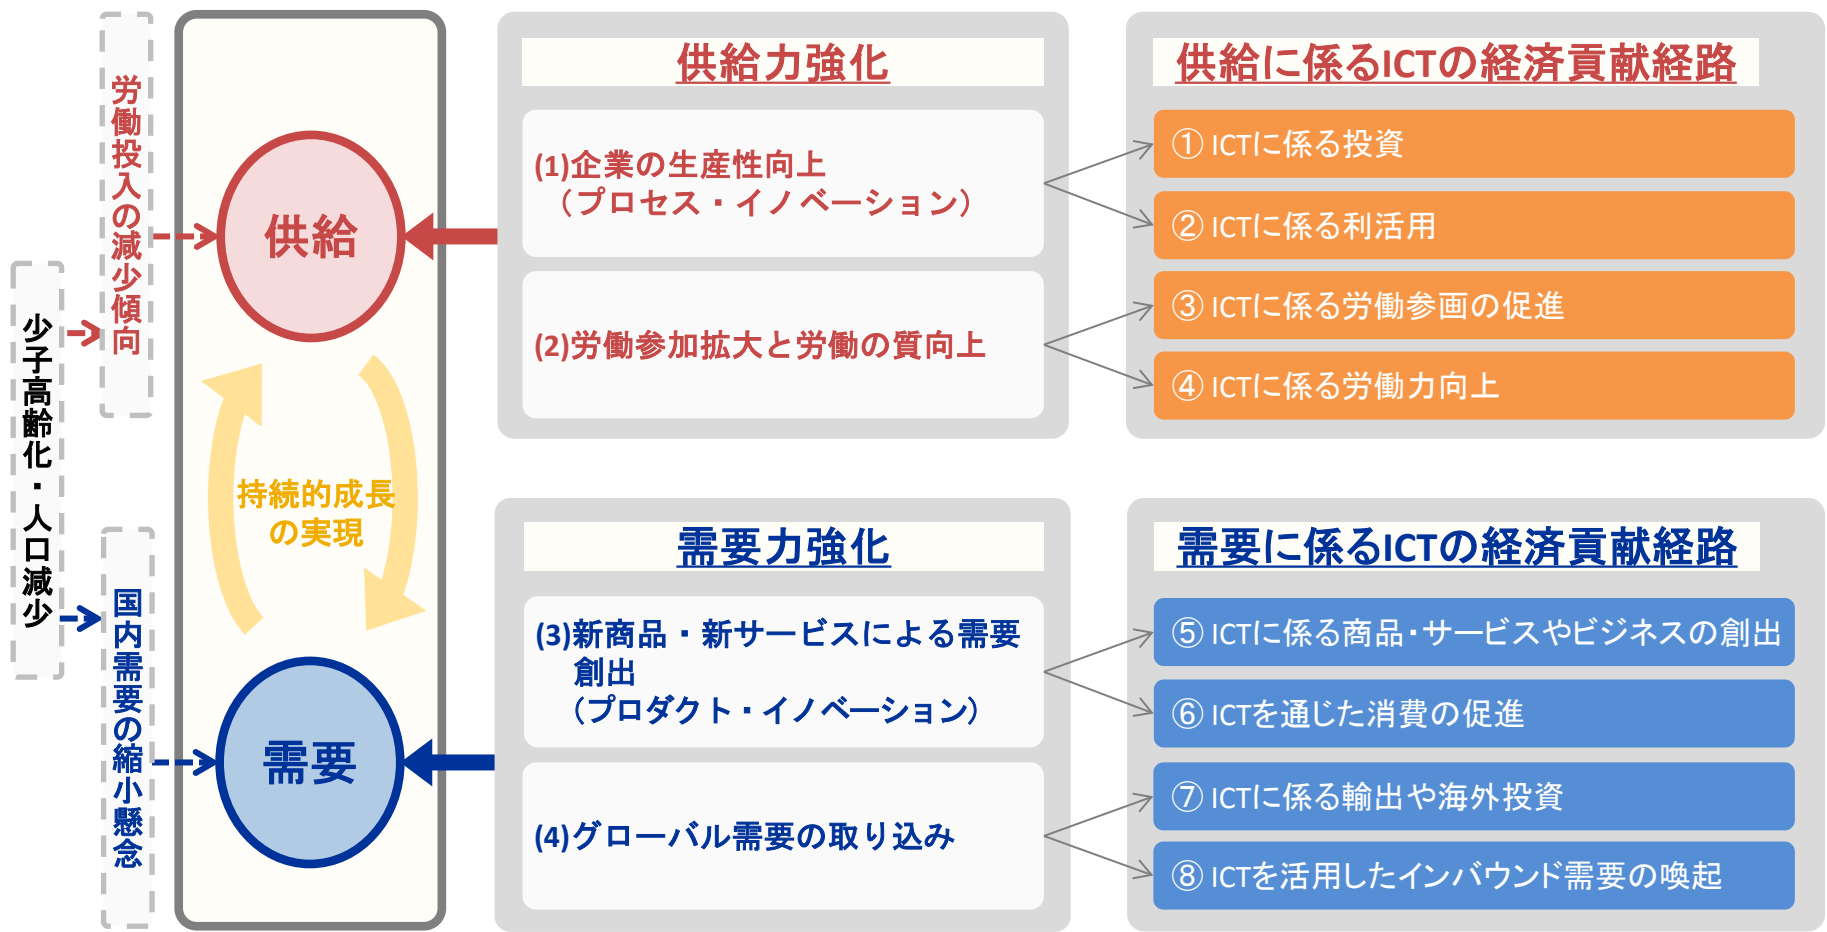 少子高齢化・人口減少
労働投入の減少傾向
国内需要の縮小懸念
供給
持続的成長
の実現
需要
供給力強化
(1)企業の生産性向上
（プロセス・イノベーション）
(2)労働参加拡大と労働の質向上
供給に係るICTの経済貢献経路
① ICTに係る投資
② ICTに係る利活用
③ ICTに係る労働参画の促進
④ ICTに係る労働力向上
需要力強化
(3)新商品・新サービスによる需要
創出
（プロダクト・イノベーション）
(4)グローバル需要の取り込み
需要に係るICTの経済貢献経路
⑤ ICTに係る商品・サービスやビジネスの創出
⑥ ICTを通じた消費の促進
⑦ ICTに係る輸出や海外投資
⑧ ICTを活用したインバウンド需要の喚起